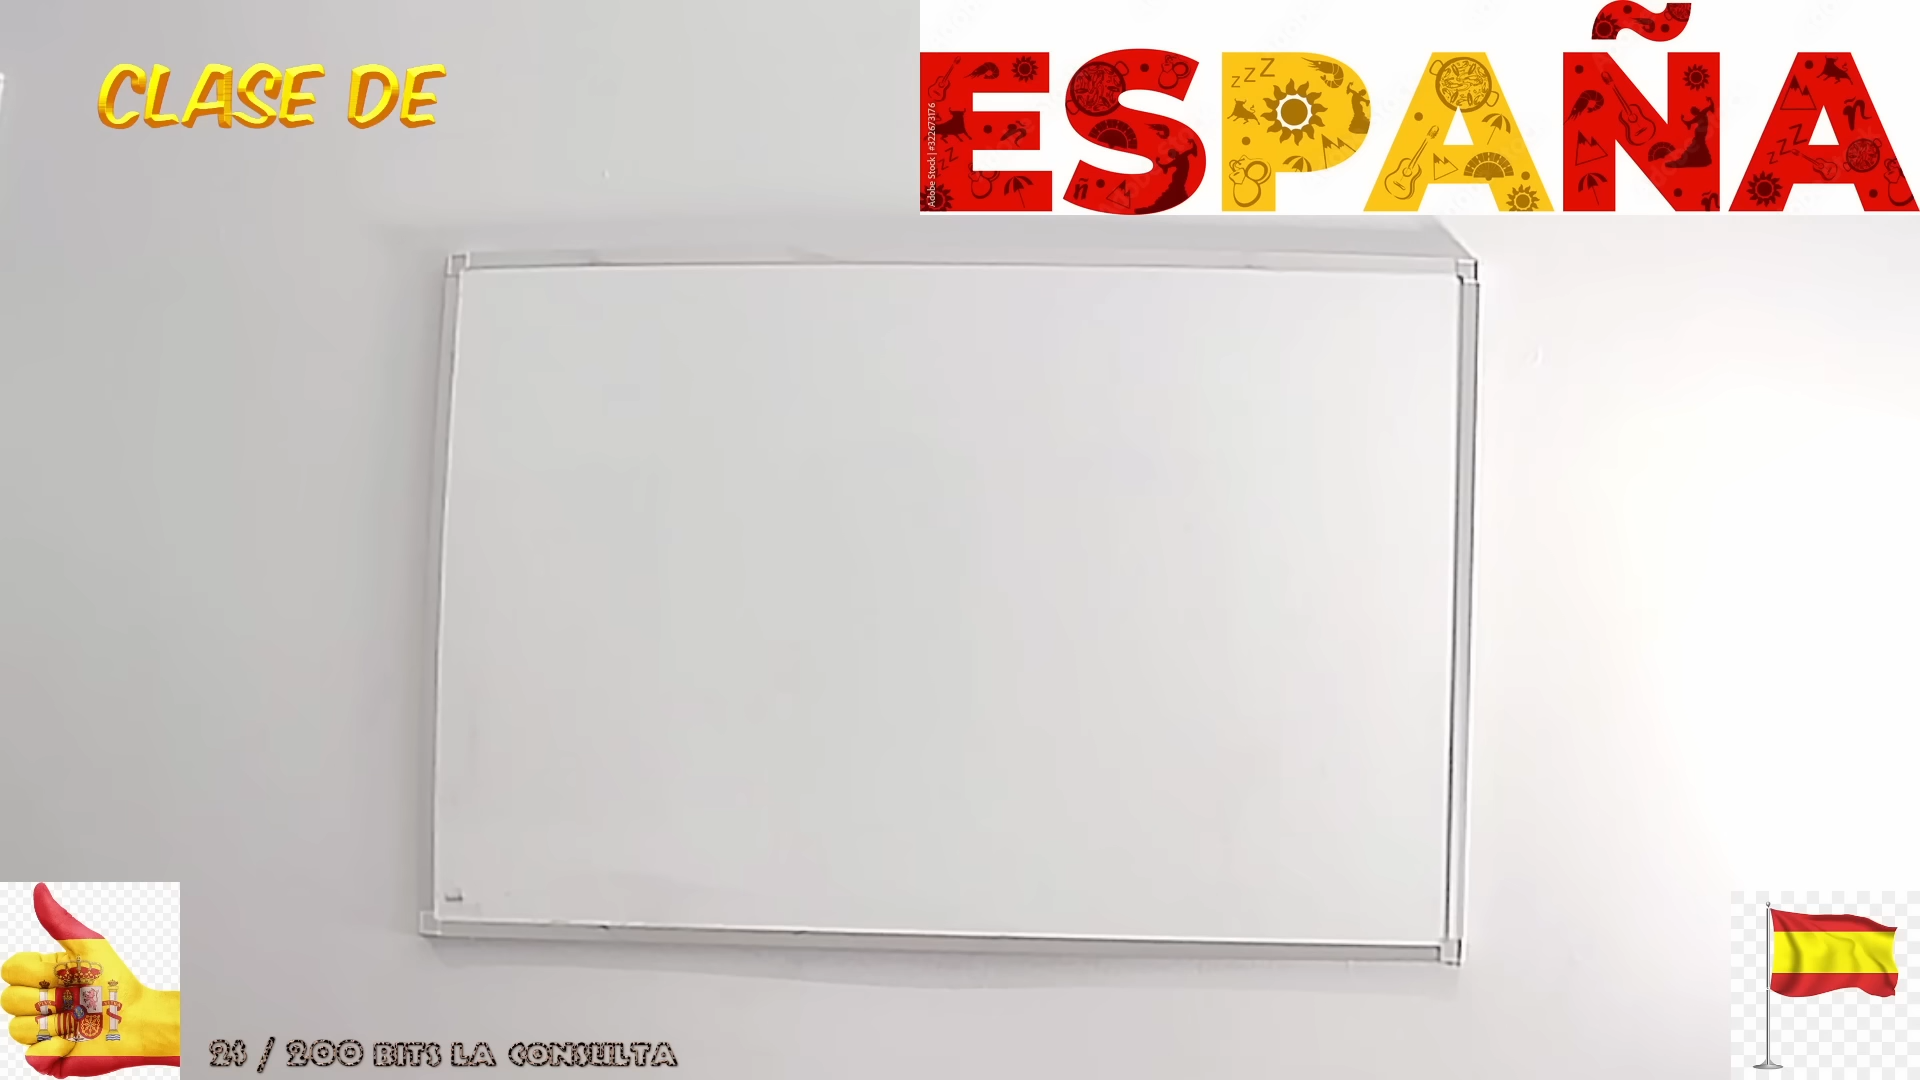 CLASE DE
ESPAÑA
Adobe Stock | #322673176
23 / 200 BITS LA CONSULTA